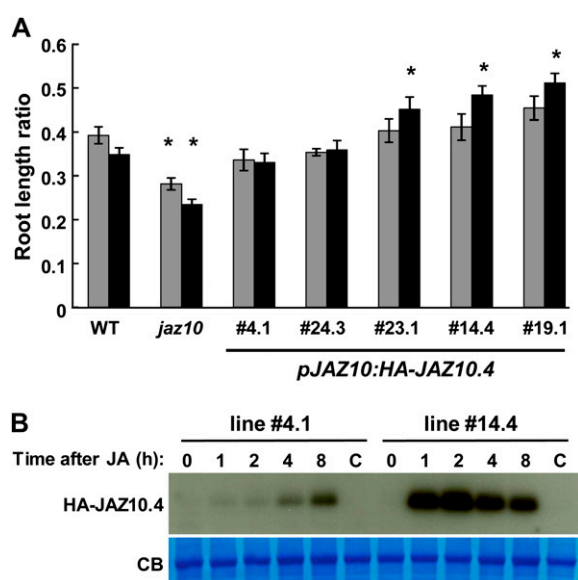 A
Root length ratio
0.6
0.5
0.4
0.3
0.2
0.1
0
* * * * *
WT jaz10 #4.1 #24.3 #23.1 #14.4 #19.1
pJAZ10:HA-JAZ10.4
B
line #4.1 line #14.4
Time after JA (h): 0 1 2 4 8 C 0 1 2 4 8 C
HA-JAZ10.4
CB